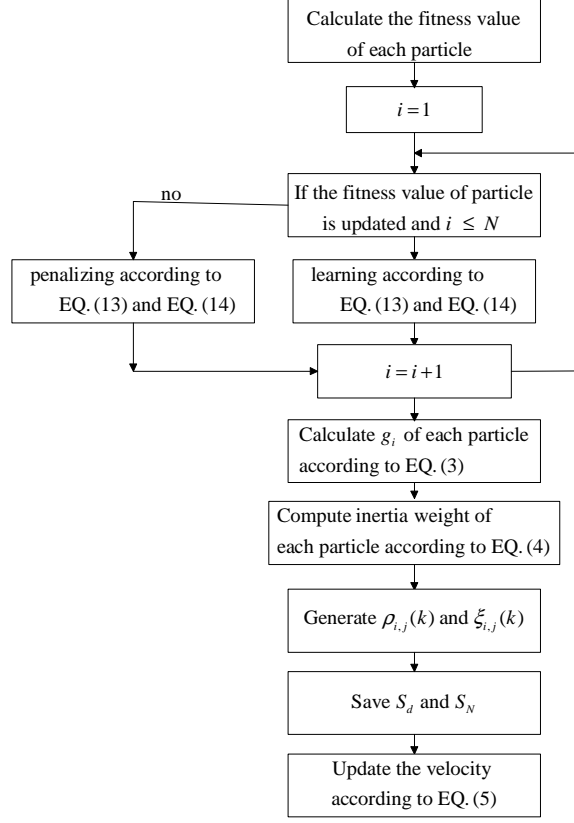 Calculate the fitness value
of each particle
i = 1
no
If the fitness value of particle
is updated and i ≤ N
penalizing according to
EQ. (13) and EQ. (14)
learning according to
EQ. (13) and EQ. (14)
i = i+1
Calculate g_i of each particle
according to EQ. (3)
Compute inertia weight of
each particle according to EQ. (4)
Generate ρ_{i,j}(k) and ξ_{i,j}(k)
Save S_d and S_N
Update the velocity
according to EQ. (5)